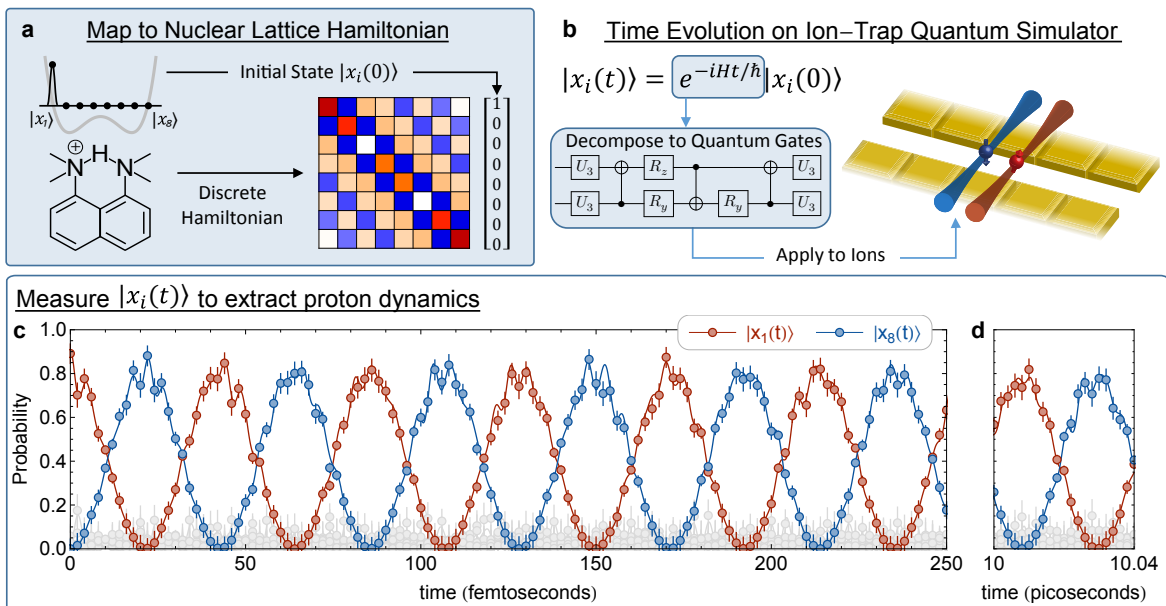 a
Map to Nuclear Lattice Hamiltonian
Initial State |x_i(0)⟩
|x_1⟩
|x_8⟩
⊕
N
H
N
Discrete
Hamiltonian
1
0
0
0
0
0
0
0
b
Time Evolution on Ion−Trap Quantum Simulator
|x_i(t)⟩ = e^{-iHt/ħ}|x_i(0)⟩
Decompose to Quantum Gates
U_3 R_z U_3
U_3 R_y R_y U_3
Apply to Ions
Measure |x_i(t)⟩ to extract proton dynamics
c
|x_1(t)⟩ |x_8(t)⟩
d
Probability
1.0
0.8
0.6
0.4
0.2
0.0
0 50 100 150 200 250
time (femtoseconds)
10 10.04
time (picoseconds)